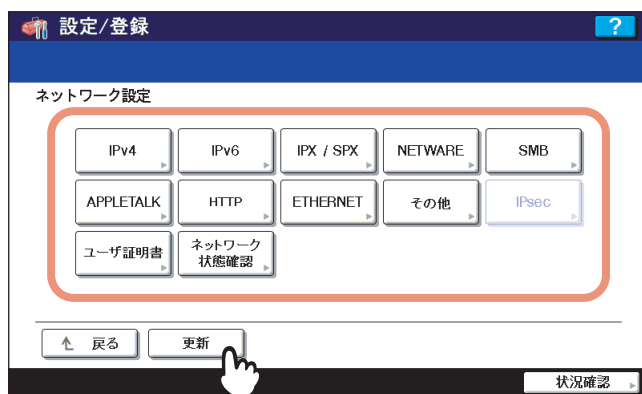 設定/登録
?
ネットワーク設定
IPv4
IPv6
IPX / SPX
NETWARE
SMB
APPLETALK
HTTP
ETHERNET
その他
IPsec
ユーザ証明書
ネットワーク
状態確認
戻る
更新
状況確認